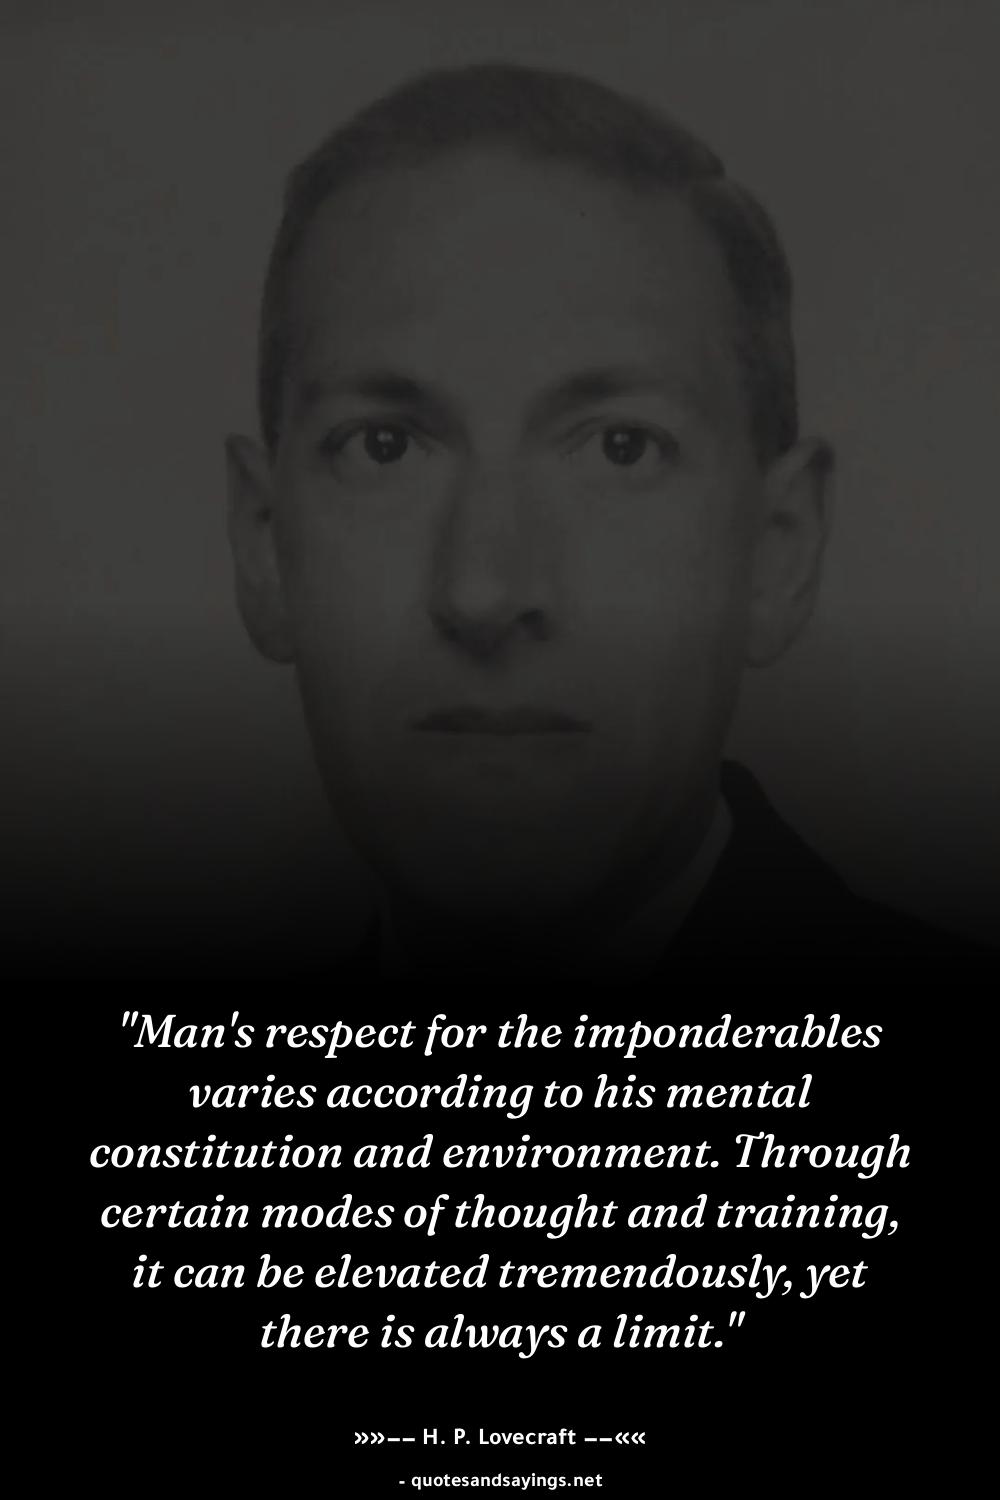 "Man's respect for the imponderables
varies according to his mental
constitution and environment. Through
certain modes of thought and training,
it can be elevated tremendously, yet
there is always a limit."
»»–– H. P. Lovecraft ––««
- quotesandsayings.net